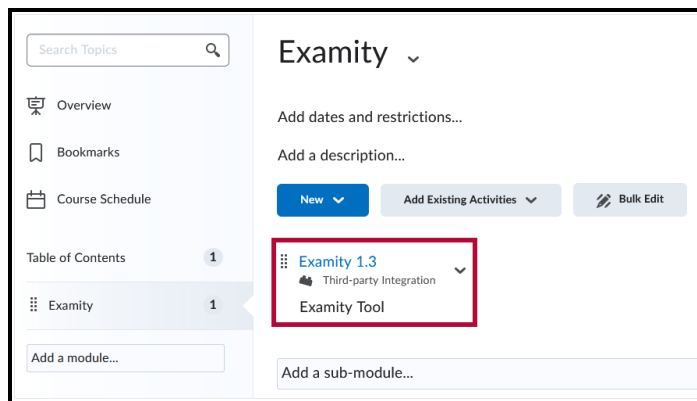 Search Topics
Overview
Bookmarks
Course Schedule
Table of Contents 1
Examity 1
Add a module...
Examity
Add dates and restrictions...
Add a description...
New Add Existing Activities Bulk Edit
Examity 1.3
Third-party Integration
Examity Tool
Add a sub-module...